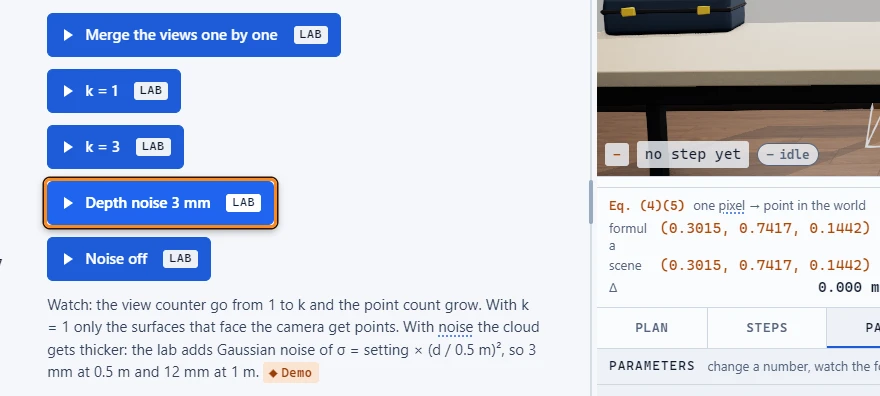 Merge the views one by one LAB
k = 1 LAB
k = 3 LAB
Depth noise 3 mm LAB
Noise off LAB
Watch: the view counter go from 1 to k and the point count grow. With k
= 1 only the surfaces that face the camera get points. With noise the cloud
gets thicker: the lab adds Gaussian noise of σ = setting × (d / 0.5 m)², so 3
mm at 0.5 m and 12 mm at 1 m. ◆ Demo
– no step yet – idle
Eq. (4)(5) one pixel → point in the world
formul
a (0.3015, 0.7417, 0.1442)
scene (0.3015, 0.7417, 0.1442)
Δ 0.000 m
PLAN STEPS PA
PARAMETERS change a number, watch the fo